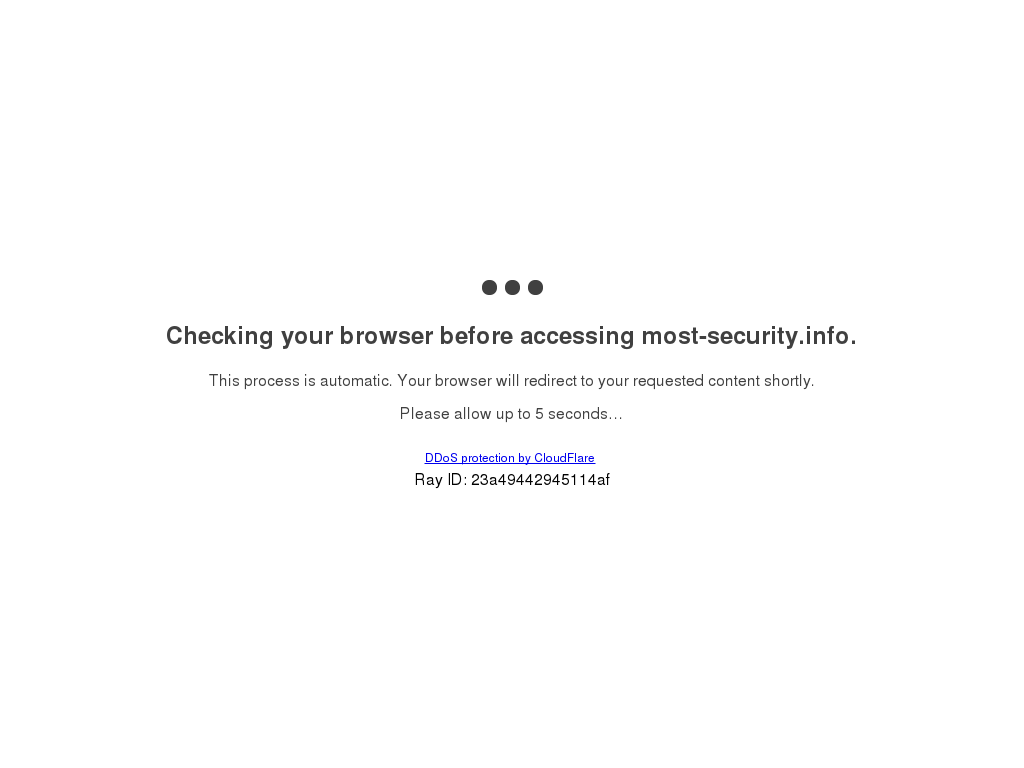 Checking your browser before accessing most-security.info.
This process is automatic. Your browser will redirect to your requested content shortly.
Please allow up to 5 seconds...
DDoS protection by CloudFlare
Ray ID: 23a49442945114af